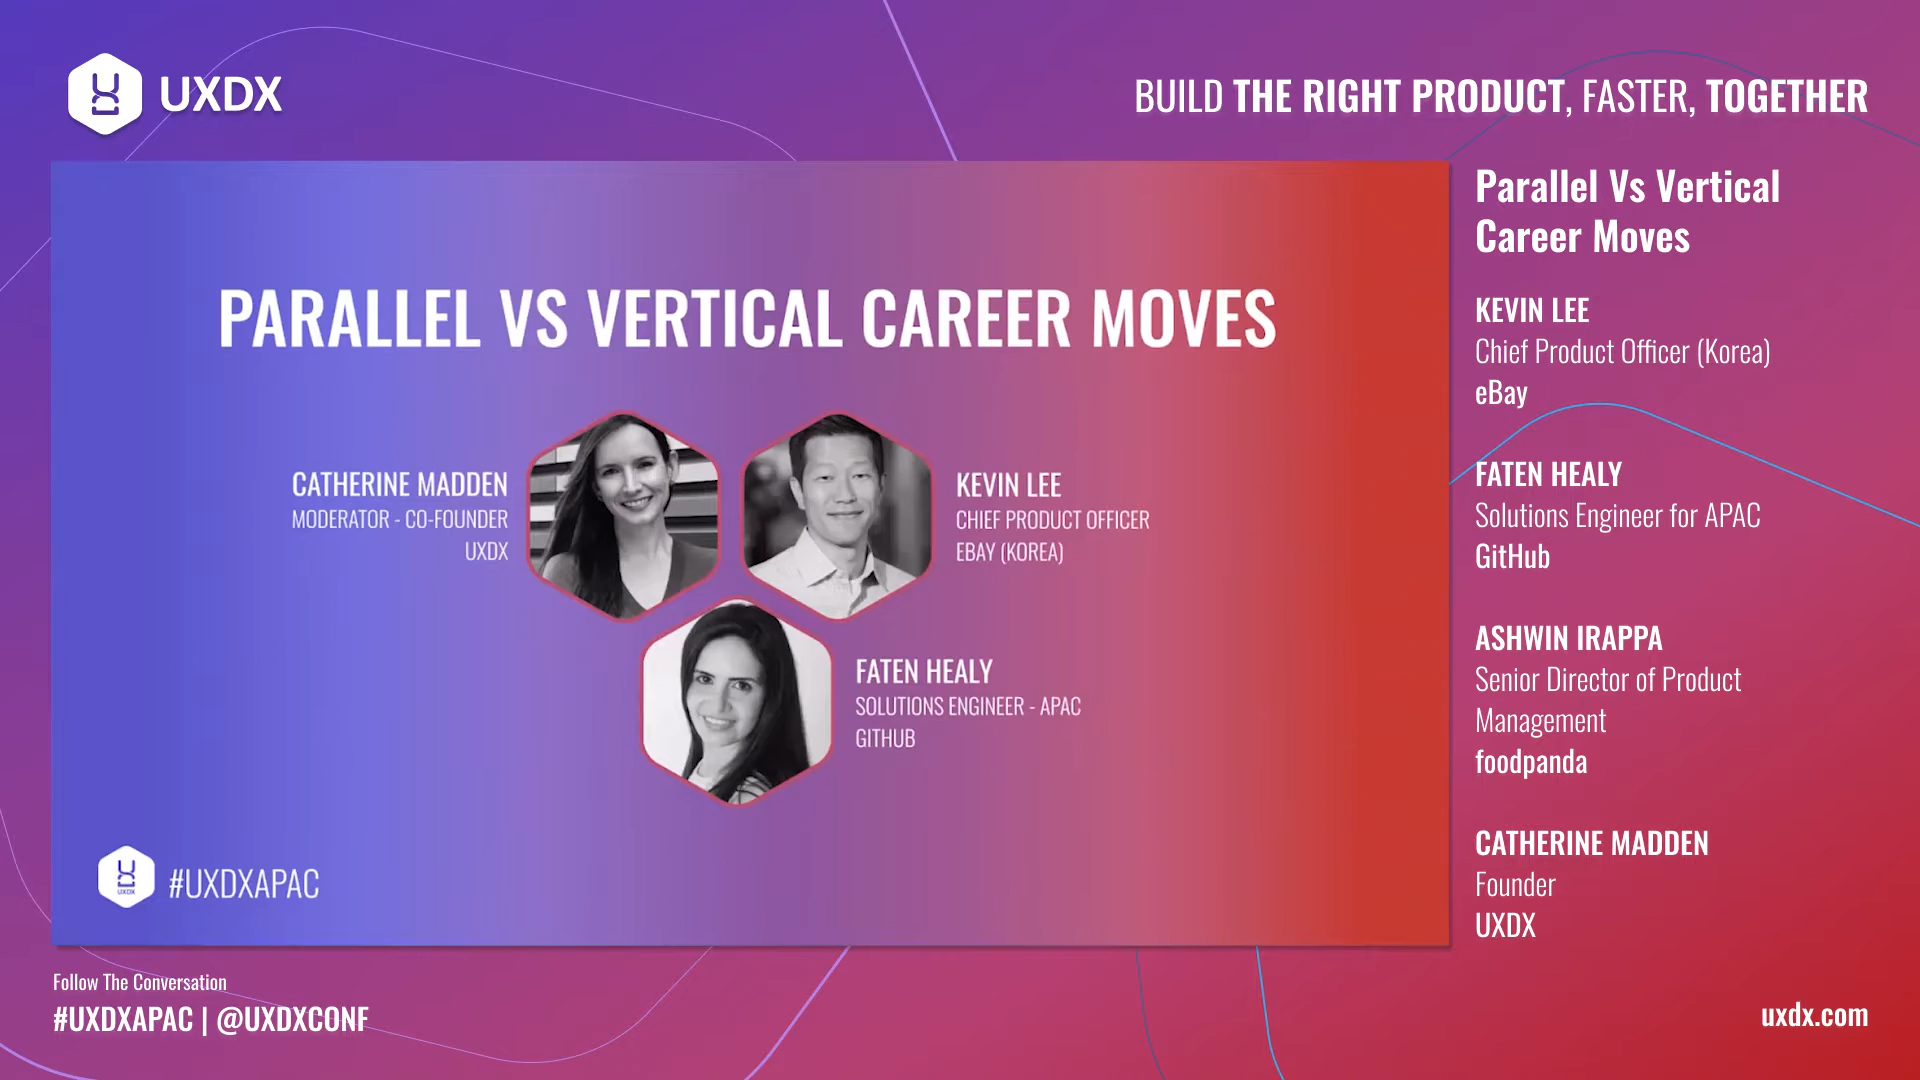 UXDX
BUILD THE RIGHT PRODUCT, FASTER, TOGETHER
PARALLEL VS VERTICAL CAREER MOVES
CATHERINE MADDEN
MODERATOR - CO-FOUNDER
UXDX
KEVIN LEE
CHIEF PRODUCT OFFICER
EBAY (KOREA)
FATEN HEALY
SOLUTIONS ENGINEER - APAC
GITHUB
UXDX
#UXDXAPAC
Parallel Vs Vertical
Career Moves
KEVIN LEE
Chief Product Officer (Korea)
eBay
FATEN HEALY
Solutions Engineer for APAC
GitHub
ASHWIN IRAPPA
Senior Director of Product
Management
foodpanda
CATHERINE MADDEN
Founder
UXDX
Follow The Conversation
#UXDXAPAC | @UXDXCONF
uxdx.com